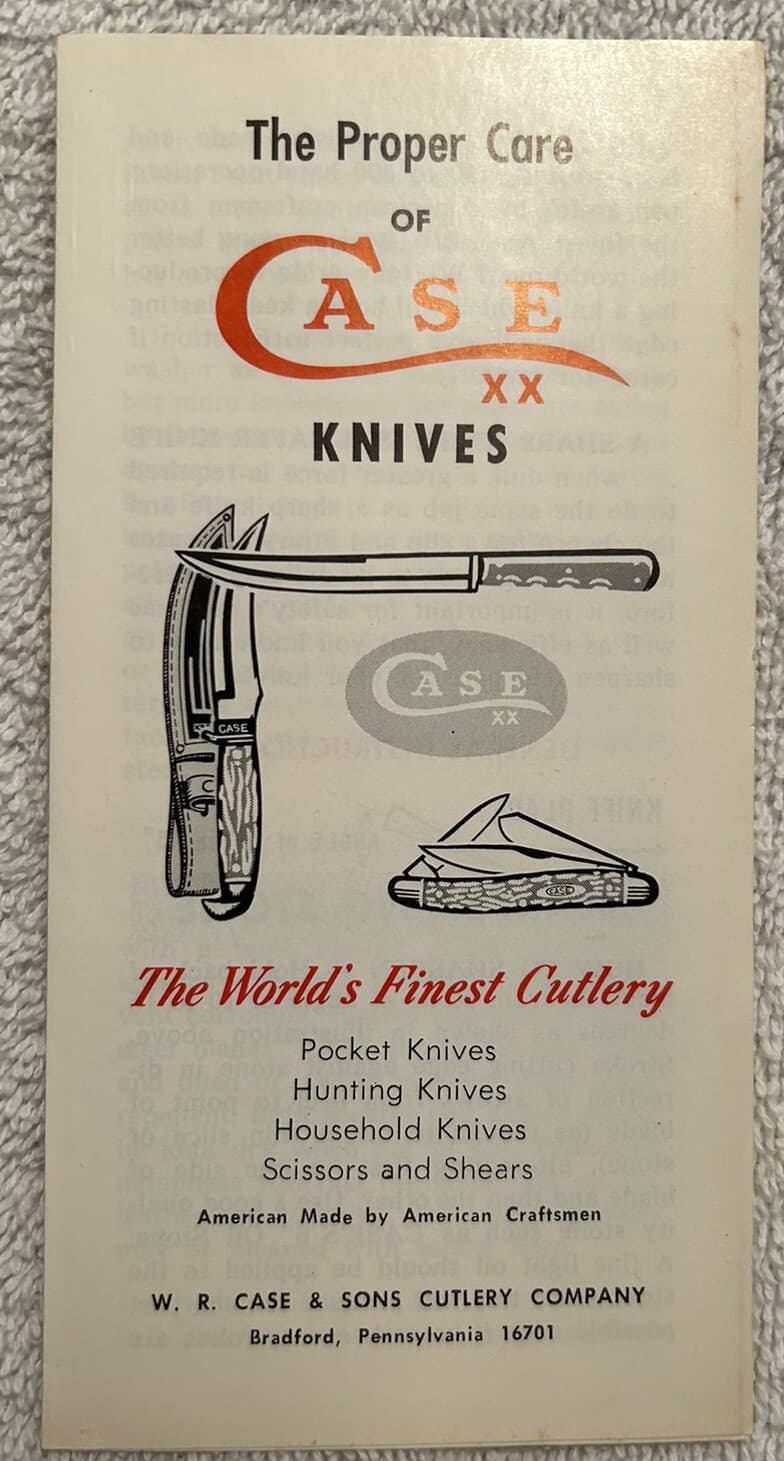 The Proper Care
OF
CASE
XX
KNIVES
CASE
XX
CASE
CASE
The World's Finest Cutlery
Pocket Knives
Hunting Knives
Household Knives
Scissors and Shears
American Made by American Craftsmen
W. R. CASE & SONS CUTLERY COMPANY
Bradford, Pennsylvania 16701